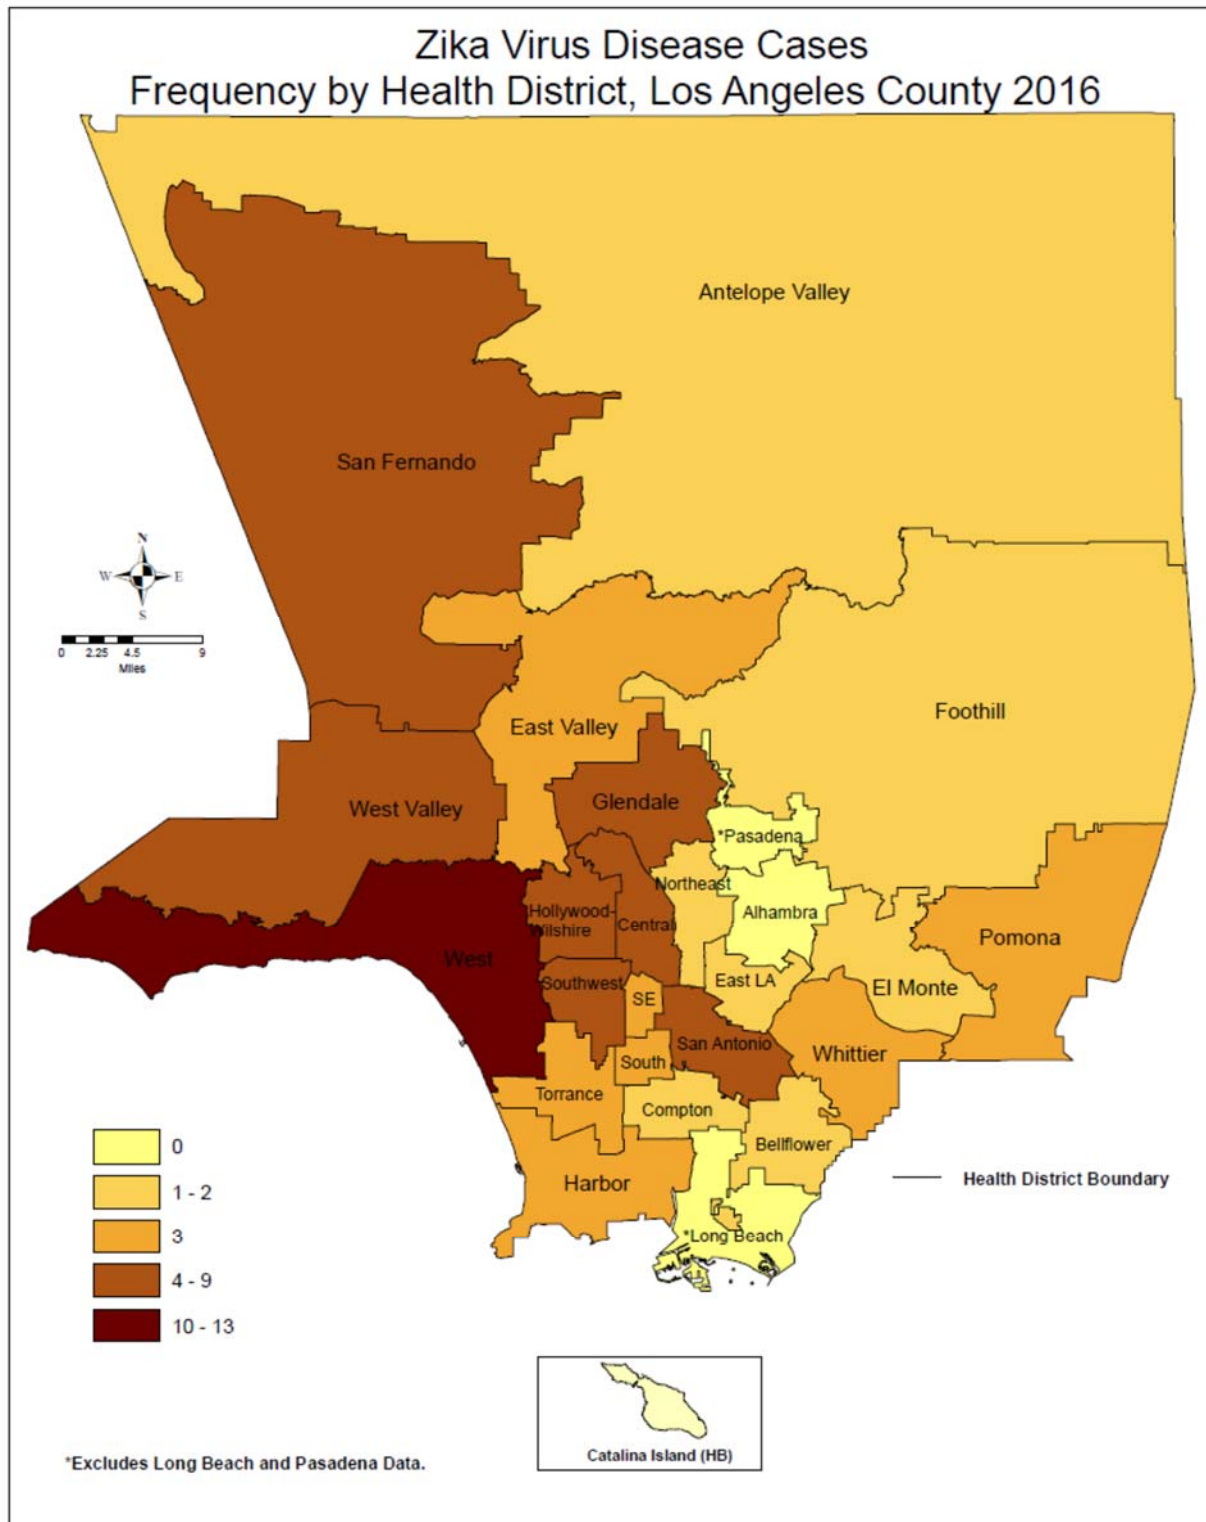 Zika Virus Disease Cases
Frequency by Health District, Los Angeles County 2016
Antelope Valley
San Fernando
N
W E
S
0 2.25 4.5 9
Miles
Foothill
East Valley
West Valley
Glendale
*Pasadena
Northeast
Alhambra
Hollywood-
Wilshire
Central
Pomona
West
Southwest
East LA
El Monte
SE
San Antonio
Whittier
South
Torrance
Compton
Bellflower
Harbor
*Long Beach
0
1 - 2
3
4 - 9
10 - 13
Health District Boundary
Catalina Island (HB)
*Excludes Long Beach and Pasadena Data.